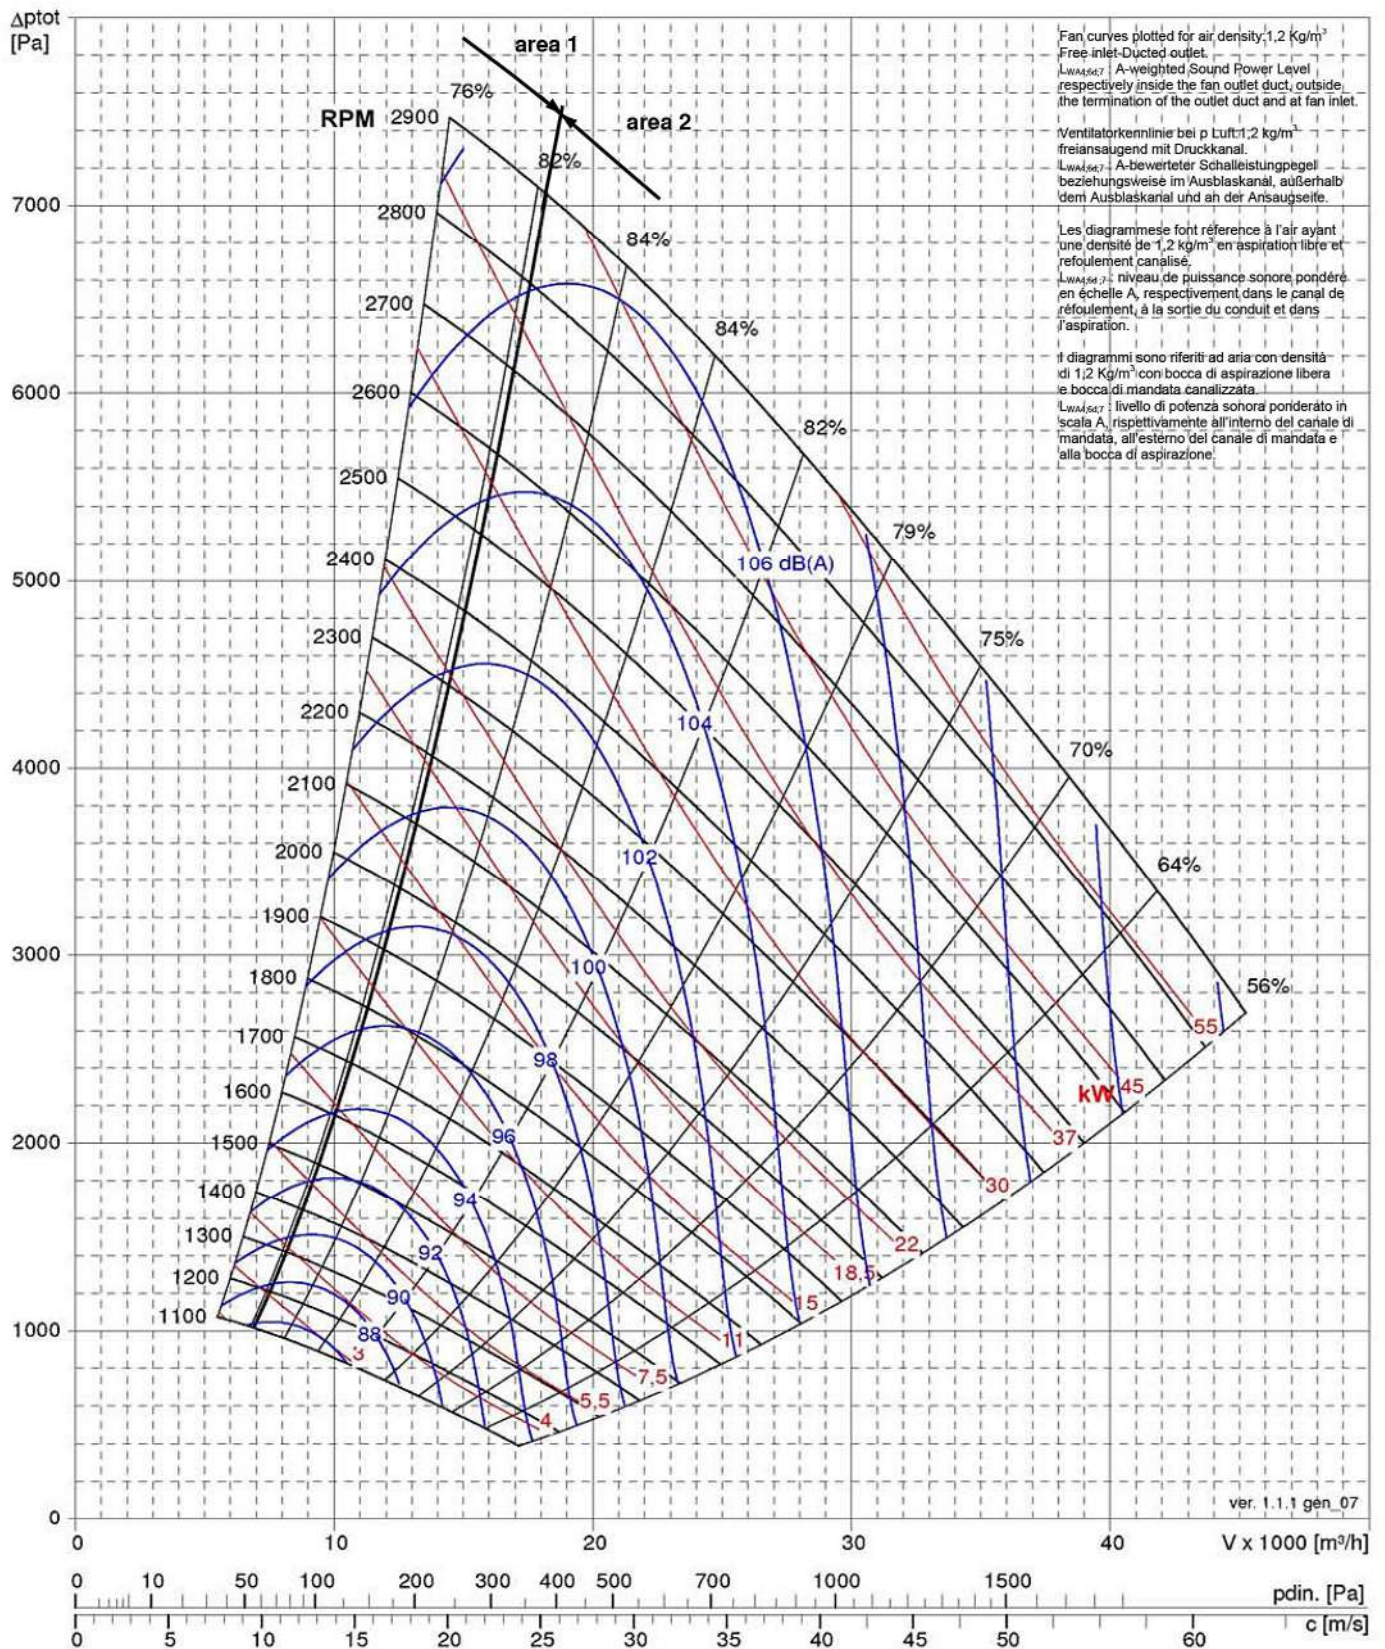 Δptot
[Pa]
area 1
area 2
76%
RPM 2900
82%
84%
84%
82%
79%
75%
70%
64%
56%
Fan curves plotted for air density:1,2 Kg/m³
Free inlet-Ducted outlet.
LWA4;6d;7 : A-weighted Sound Power Level
respectively inside the fan outlet duct, outside
the termination of the outlet duct and at fan inlet.
Ventilatorkennlinie bei ρ Luft:1,2 kg/m³
freiansaugend mit Druckkanal.
LWA4;6d;7 : A-bewerteter Schalleistungpegel
beziehungsweise im Ausblaskanal, außerhalb
dem Ausblaskanal und an der Ansaugseite.
Les diagrammese font réference à l'air ayant
une densité de 1,2 kg/m³ en aspiration libre et
refoulement canalisé.
LWA4;6d;7 : niveau de puissance sonore pondéré
en échelle A, respectivement dans le canal de
réfoulement, à la sortie du conduit et dans
l'aspiration.
I diagrammi sono riferiti ad aria con densità
di 1,2 Kg/m³ con bocca di aspirazione libera
e bocca di mandata canalizzata.
LWA4;6d;7 : livello di potenza sonora ponderato in
scala A, rispettivamente all'interno del canale di
mandata, all'esterno del canale di mandata e
alla bocca di aspirazione.
7000
6000
5000
4000
3000
2000
1000
0
2800
2700
2600
2500
2400
2300
2200
2100
2000
1900
1800
1700
1600
1500
1400
1300
1200
1100
106 dB(A)
104
102
100
98
96
94
92
90
88
55
kW 45
37
30
22
18,5
15
11
7,5
5,5
4
3
ver. 1.1.1 gen_07
0 10 20 30 40 V x 1000 [m³/h]
0 10 50 100 200 300 400 500 700 1000 1500 pdin. [Pa]
0 5 10 15 20 25 30 35 40 45 50 60 c [m/s]